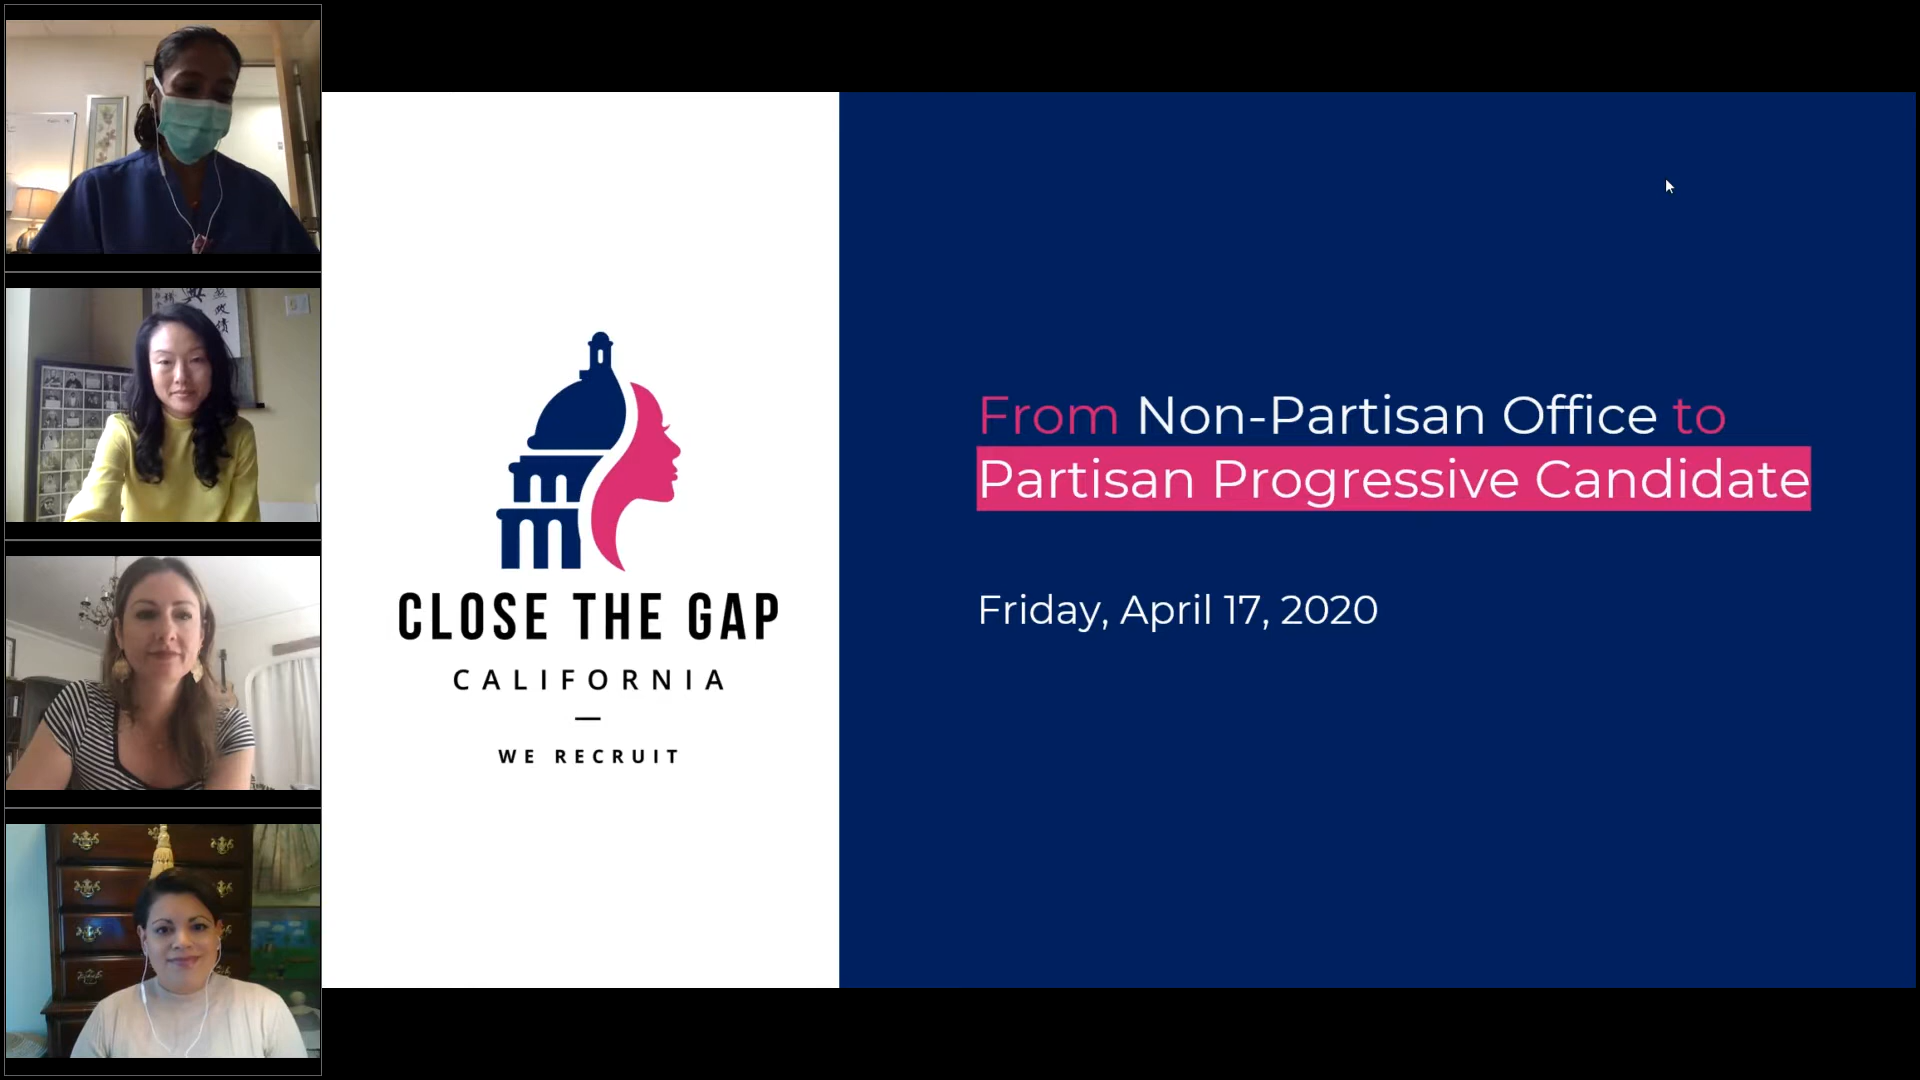 CLOSE THE GAP
CALIFORNIA
WE RECRUIT
From Non-Partisan Office to
Partisan Progressive Candidate
Friday, April 17, 2020